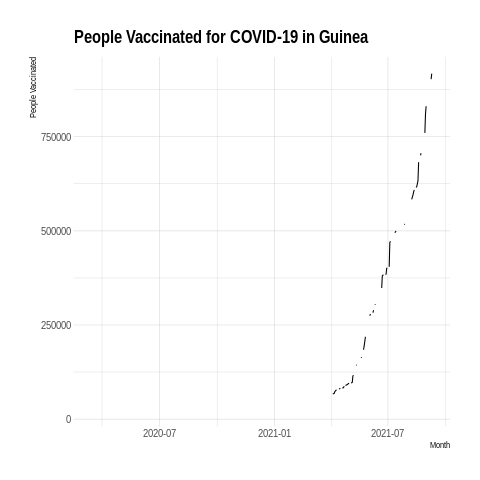 People Vaccinated for COVID-19 in Guinea
People Vaccinated
750000
500000
250000
0
2020-07 2021-01 2021-07
Month